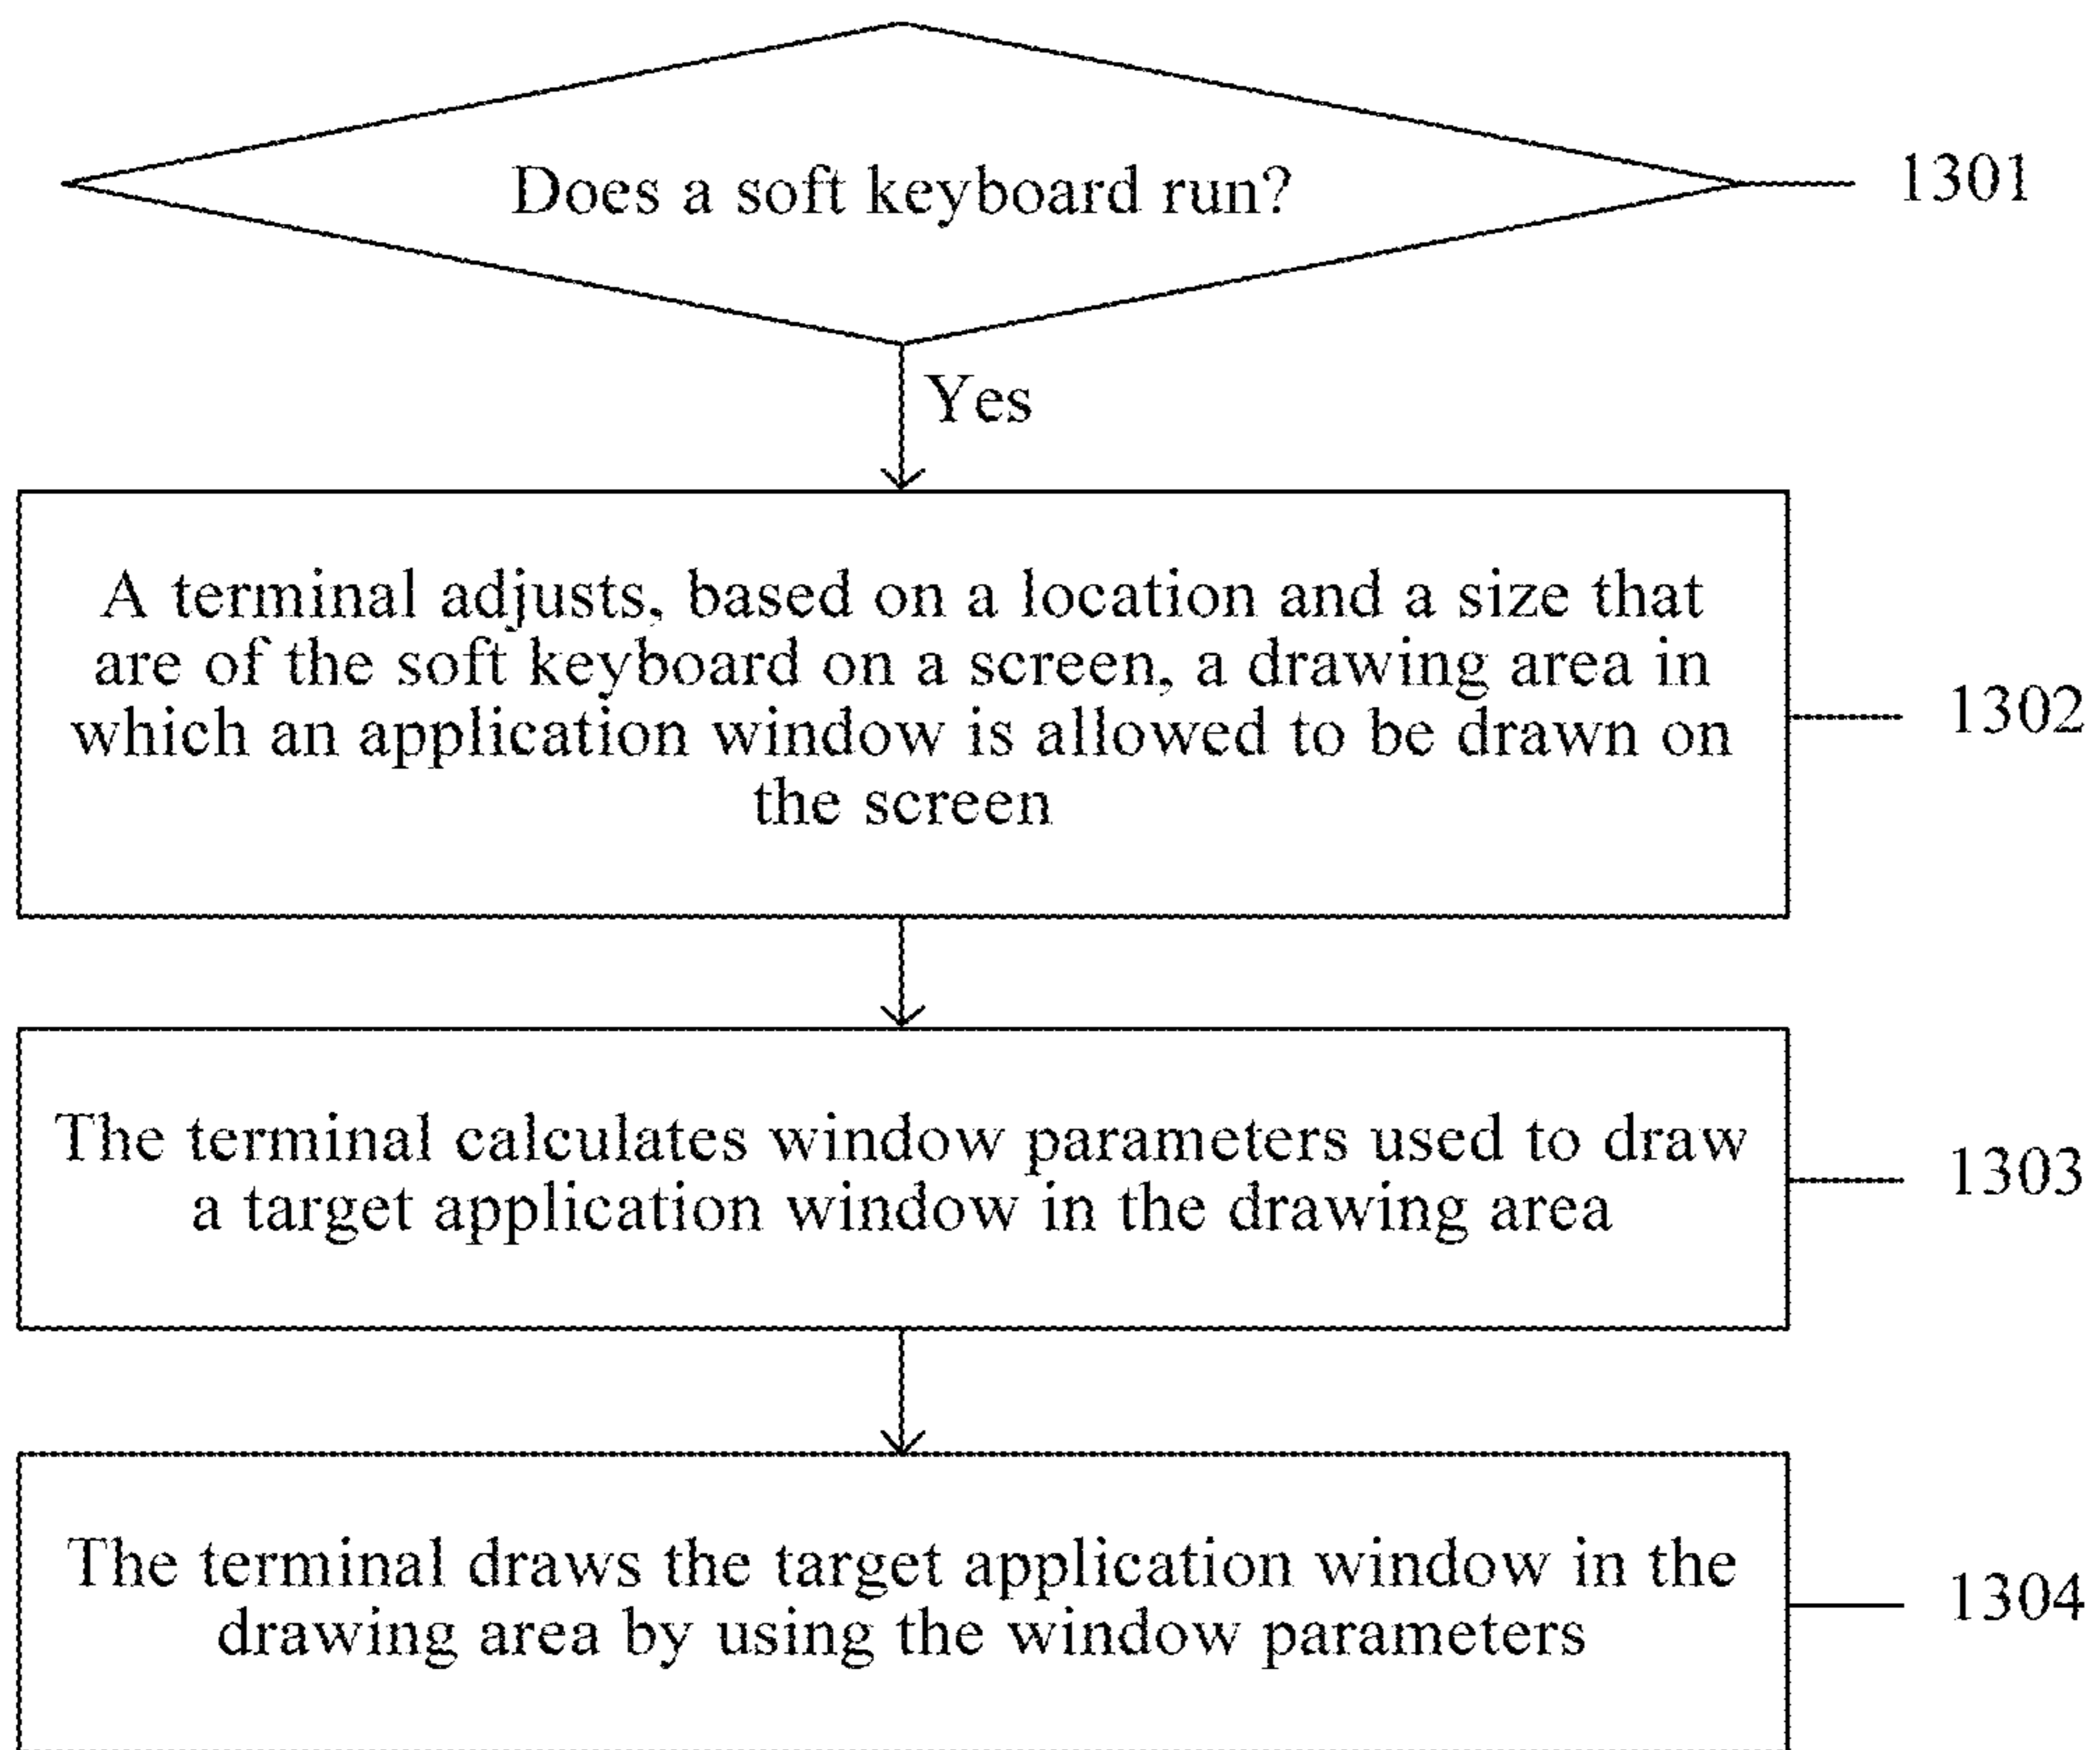 Does a soft keyboard run?
1301
Yes
A terminal adjusts, based on a location and a size that
are of the soft keyboard on a screen, a drawing area in
which an application window is allowed to be drawn on
the screen
1302
The terminal calculates window parameters used to draw
a target application window in the drawing area
1303
The terminal draws the target application window in the
drawing area by using the window parameters
1304